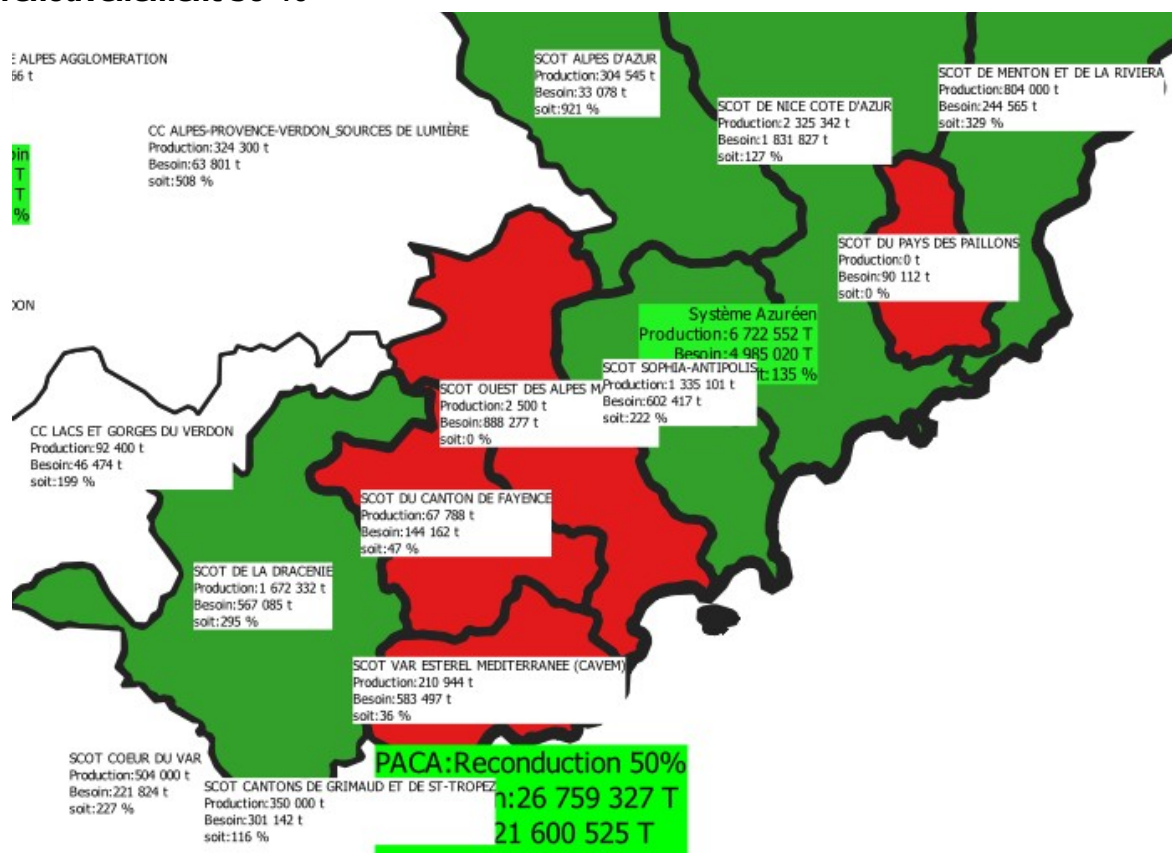 E ALPES AGGLOMERATION
66 t
CC ALPES-PROVENCE-VERDON_SOURCES DE LUMIÈRE
Production:324 300 t
Besoin:63 801 t
soit:508 %
SCOT ALPES D'AZUR
Production:304 545 t
Besoin:33 078 t
soit:921 %
SCOT DE NICE COTE D'AZUR
Production:2 325 342 t
Besoin:1 831 827 t
soit:127 %
SCOT DE MENTON ET DE LA RIVIERA
Production:804 000 t
Besoin:244 565 t
soit:329 %
T
T
%
SCOT DU PAYS DES PAILLONS
Production:0 t
Besoin:90 112 t
soit:0 %
Système Azuréen
Production:6 722 552 T
Besoin:4 985 020 T
t:135 %
SCOT SOPHIA-ANTIPOLIS
Production:1 335 101 t
Besoin:602 417 t
soit:222 %
SCOT OUEST DES ALPES M
Production:2 500 t
Besoin:888 277 t
soit:0 %
CC LACS ET GORGES DU VERDON
Production:92 400 t
Besoin:46 474 t
soit:199 %
SCOT DU CANTON DE FAYENCE
Production:67 788 t
Besoin:144 162 t
soit:47 %
SCOT DE LA DRACENIE
Production:1 672 332 t
Besoin:567 085 t
soit:295 %
SCOT VAR ESTEREL MEDITERRANEE (CAVEM)
Production:210 944 t
Besoin:583 497 t
soit:36 %
SCOT COEUR DU VAR
Production:504 000 t
Besoin:221 824 t
soit:227 %
SCOT CANTONS DE GRIMAUD ET DE ST-TROPEZ
Production:350 000 t
Besoin:301 142 t
soit:116 %
PACA:Reconduction 50%
n:26 759 327 T
21 600 525 T